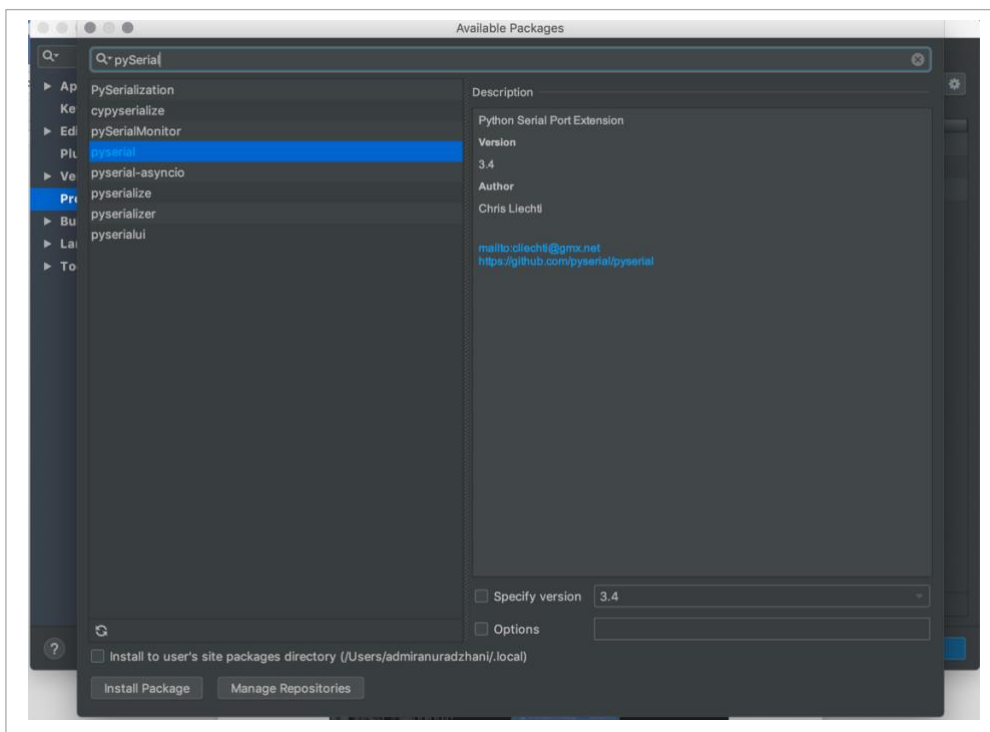 Available Packages
pySerial
Ap
Ke
Edi
Plu
Ve
Pro
Bu
La
To
PySerialization
cypyserialize
pySerialMonitor
pyserial
pyserial-asyncio
pyserialize
pyserializer
pyserialui
Description
Python Serial Port Extension
Version
3.4
Author
Chris Liechti
mailto:cliechti@gmx.net
https://github.com/pyserial/pyserial
Specify version
3.4
Options
?
Install to user's site packages directory (/Users/admiranuradzhani/.local)
Install Package
Manage Repositories